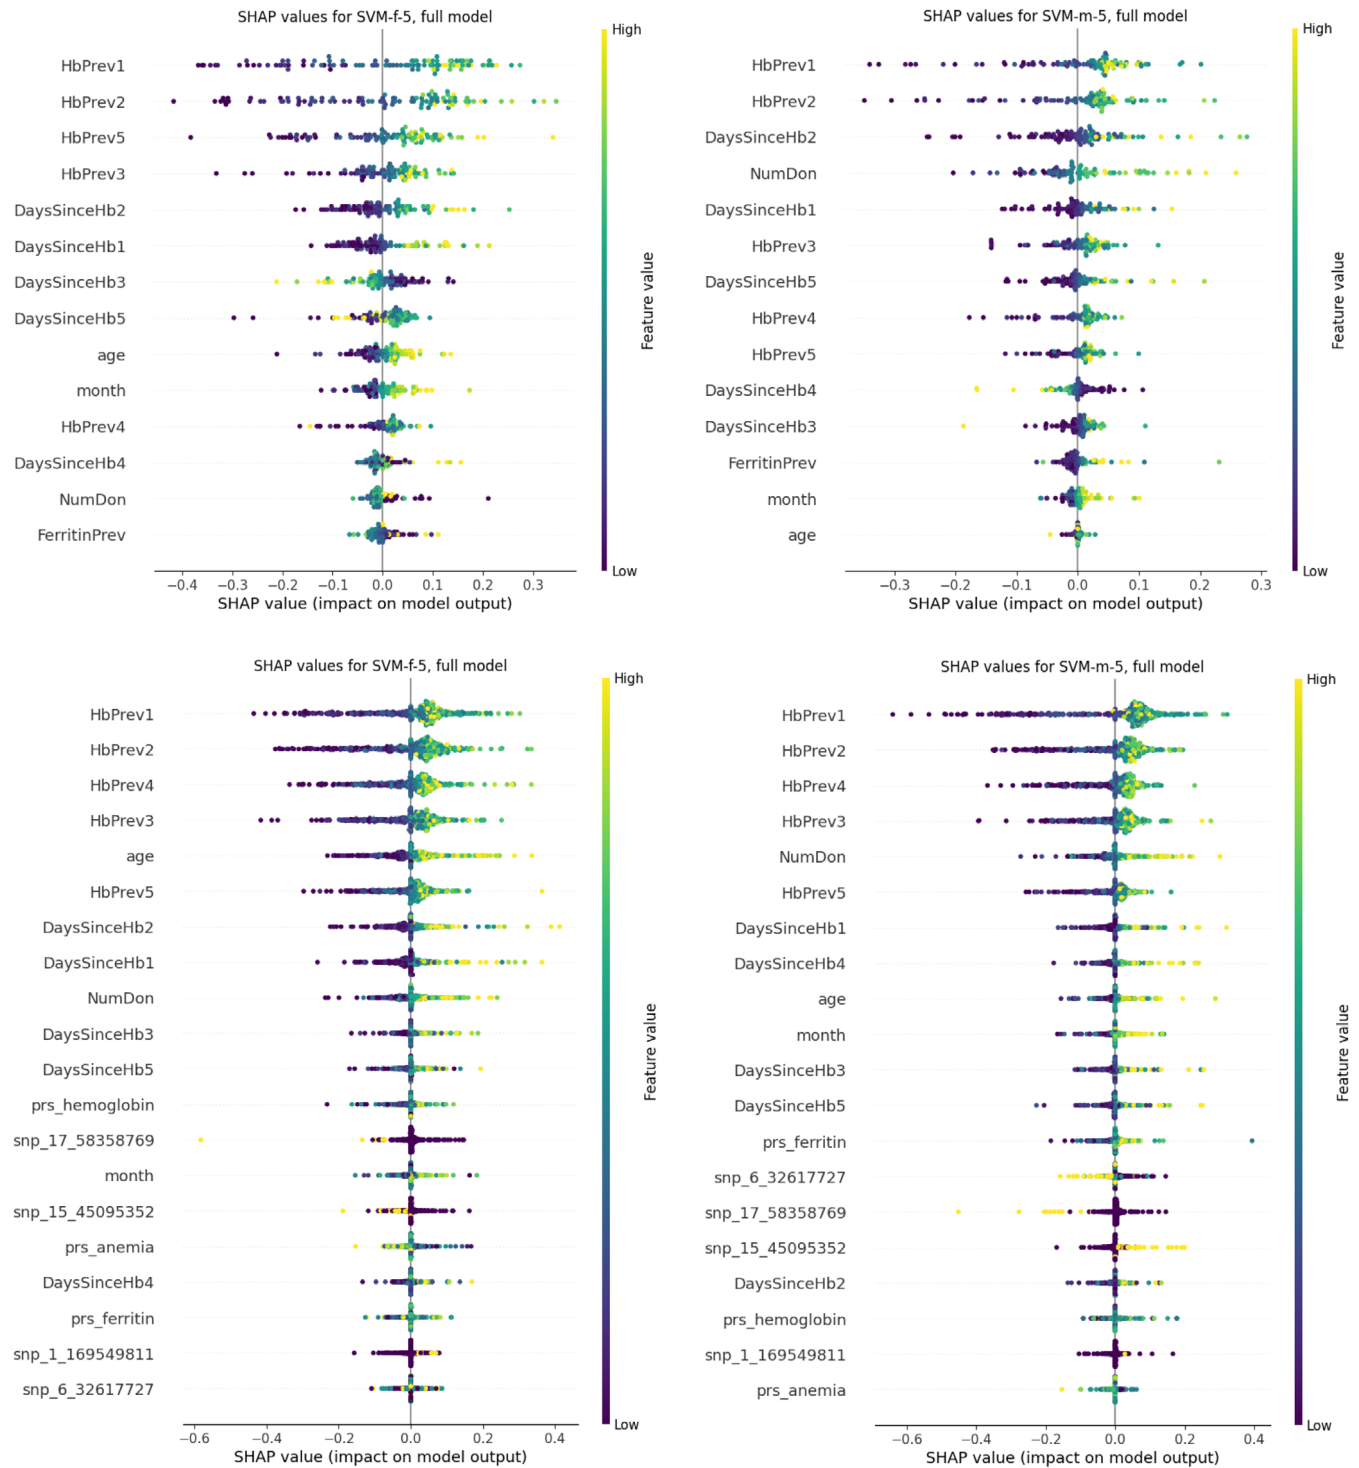 SHAP values for SVM-f-5, full model
High
HbPrev1
HbPrev2
HbPrev5
HbPrev3
DaysSinceHb2
DaysSinceHb1
DaysSinceHb3
DaysSinceHb5
age
month
HbPrev4
DaysSinceHb4
NumDon
FerritinPrev
Feature value
Low
−0.4 −0.3 −0.2 −0.1 0.0 0.1 0.2 0.3
SHAP value (impact on model output)
SHAP values for SVM-m-5, full model
High
HbPrev1
HbPrev2
DaysSinceHb2
NumDon
DaysSinceHb1
HbPrev3
DaysSinceHb5
HbPrev4
HbPrev5
DaysSinceHb4
DaysSinceHb3
FerritinPrev
month
age
Feature value
Low
−0.3 −0.2 −0.1 0.0 0.1 0.2 0.3
SHAP value (impact on model output)
SHAP values for SVM-f-5, full model
High
HbPrev1
HbPrev2
HbPrev4
HbPrev3
age
HbPrev5
DaysSinceHb2
DaysSinceHb1
NumDon
DaysSinceHb3
DaysSinceHb5
prs_hemoglobin
snp_17_58358769
month
snp_15_45095352
prs_anemia
DaysSinceHb4
prs_ferritin
snp_1_169549811
snp_6_32617727
Feature value
Low
−0.6 −0.4 −0.2 0.0 0.2 0.4
SHAP value (impact on model output)
SHAP values for SVM-m-5, full model
High
HbPrev1
HbPrev2
HbPrev4
HbPrev3
NumDon
HbPrev5
DaysSinceHb1
DaysSinceHb4
age
month
DaysSinceHb3
DaysSinceHb5
prs_ferritin
snp_6_32617727
snp_17_58358769
snp_15_45095352
DaysSinceHb2
prs_hemoglobin
snp_1_169549811
prs_anemia
Feature value
Low
−0.6 −0.4 −0.2 0.0 0.2 0.4
SHAP value (impact on model output)